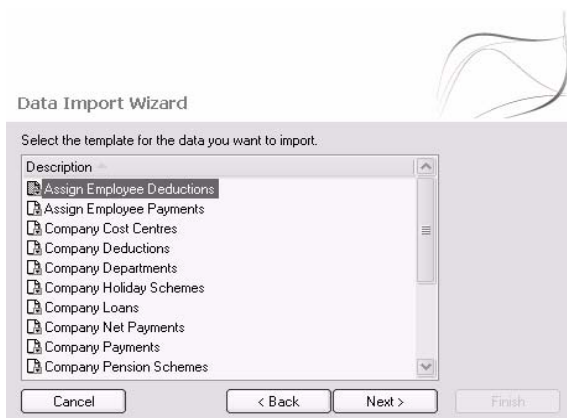 Data Import Wizard
Select the template for the data you want to import.
Description
Assign Employee Deductions
Assign Employee Payments
Company Cost Centres
Company Deductions
Company Departments
Company Holiday Schemes
Company Loans
Company Net Payments
Company Payments
Company Pension Schemes
Cancel
< Back
Next >
Finish